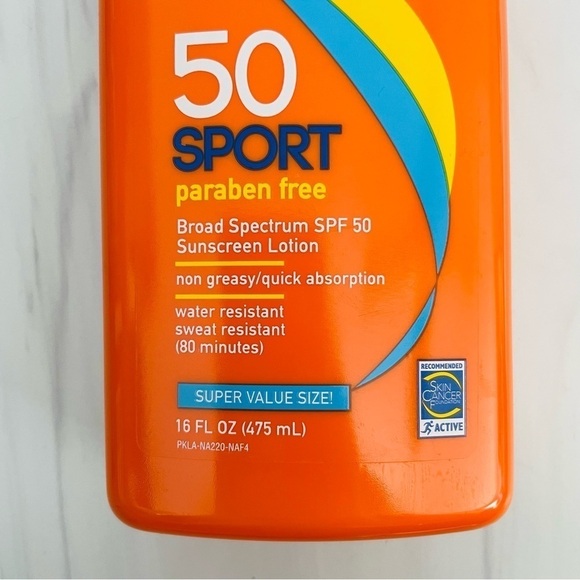 50
SPORT
paraben free
Broad Spectrum SPF 50
Sunscreen Lotion
non greasy/quick absorption
water resistant
sweat resistant
(80 minutes)
SUPER VALUE SIZE!
16 FL OZ (475 mL)
PKLA-NA220-NAF4
RECOMMENDED
SKIN
CANCER
FOUNDATION
ACTIVE